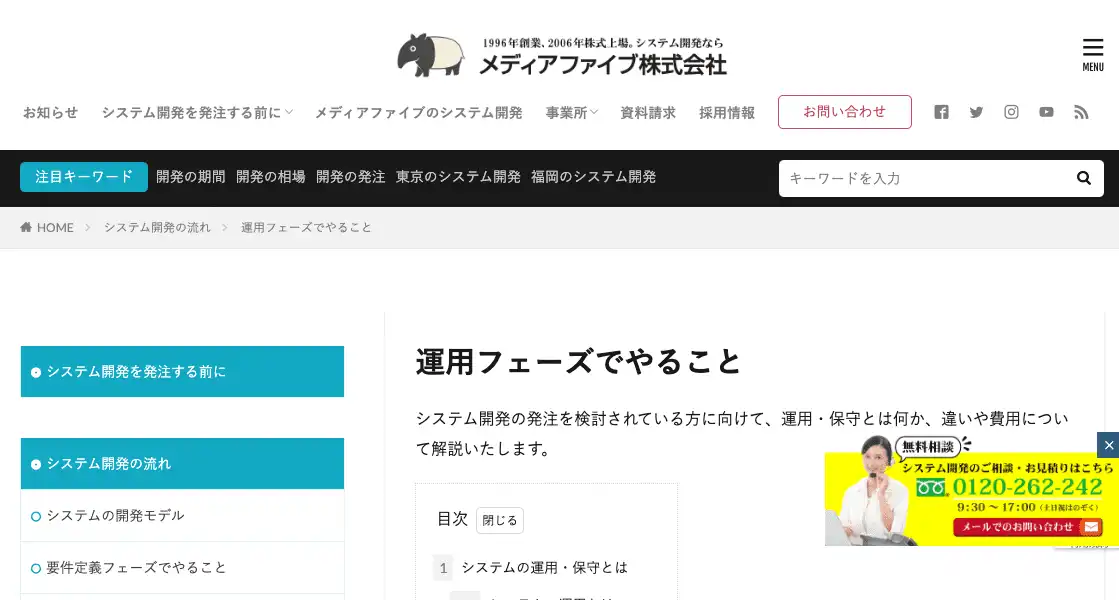 1996年創業、2006年株式上場。システム開発なら
メディアファイブ株式会社
MENU
お知らせ システム開発を発注する前に メディアファイブのシステム開発 事業所 資料請求 採用情報 お問い合わせ
注目キーワード 開発の期間 開発の相場 開発の発注 東京のシステム開発 福岡のシステム開発 キーワードを入力
HOME システム開発の流れ 運用フェーズでやること
システム開発を発注する前に
システム開発の流れ
システムの開発モデル
要件定義フェーズでやること
運用フェーズでやること
システム開発の発注を検討されている方に向けて、運用・保守とは何か、違いや費用につい
て解説いたします。
目次 閉じる
1 システムの運用・保守とは
無料相談
システム開発のご相談・お見積りはこちら
0120-262-242
9:30～17:00（土日祝はのぞく）
メールでのお問い合わせ